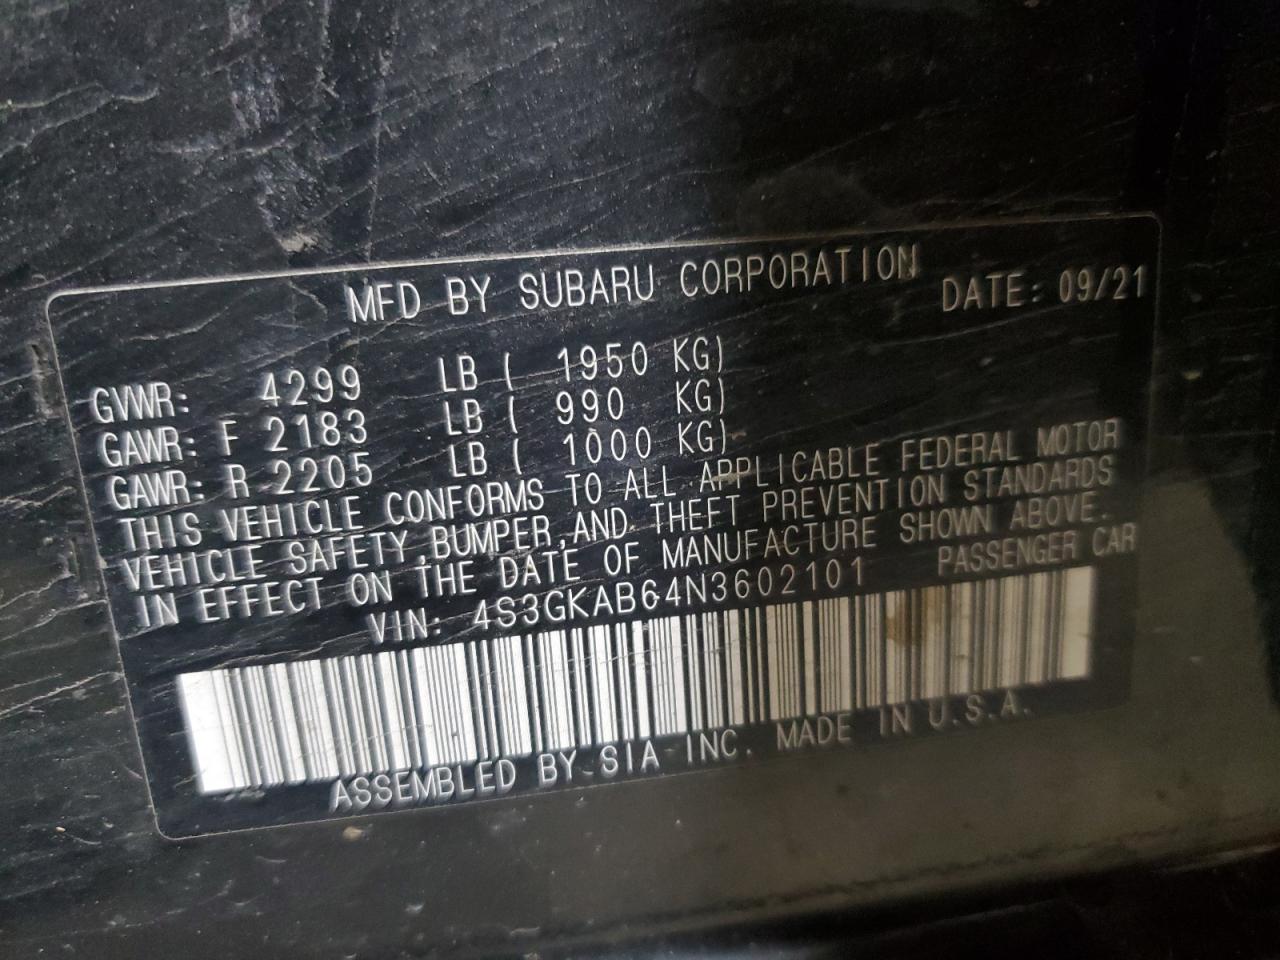 MFD BY SUBARU CORPORATION DATE: 09/21
GVWR: 4299 LB ( 1950 KG)
GAWR: F 2183 LB ( 990 KG)
GAWR: R 2205 LB ( 1000 KG)
THIS VEHICLE CONFORMS TO ALL APPLICABLE FEDERAL MOTOR
VEHICLE SAFETY,BUMPER,AND THEFT PREVENTION STANDARDS
IN EFFECT ON THE DATE OF MANUFACTURE SHOWN ABOVE.
VIN: 4S3GKAB64N3602101 PASSENGER CAR
ASSEMBLED BY SIA INC. MADE IN U.S.A.